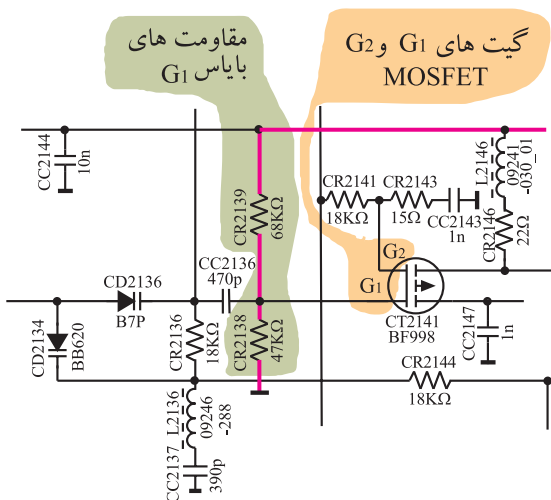 مقاومت های
بایاس G1
گیت های G1 و G2
MOSFET
CC2144
10n
CR2139
68KΩ
CR2141
18KΩ
CR2143
15Ω
CC2143
1n
L2146
09241
-030_01
CR2146
22Ω
G2
G1
CD2136
B7P
CC2136
470p
CD2134
BB620
CR2136
18KΩ
CR2138
47KΩ
CT2141
BF998
CC2147
1n
CR2144
18KΩ
L2136
09246
-288
CC2137
390p